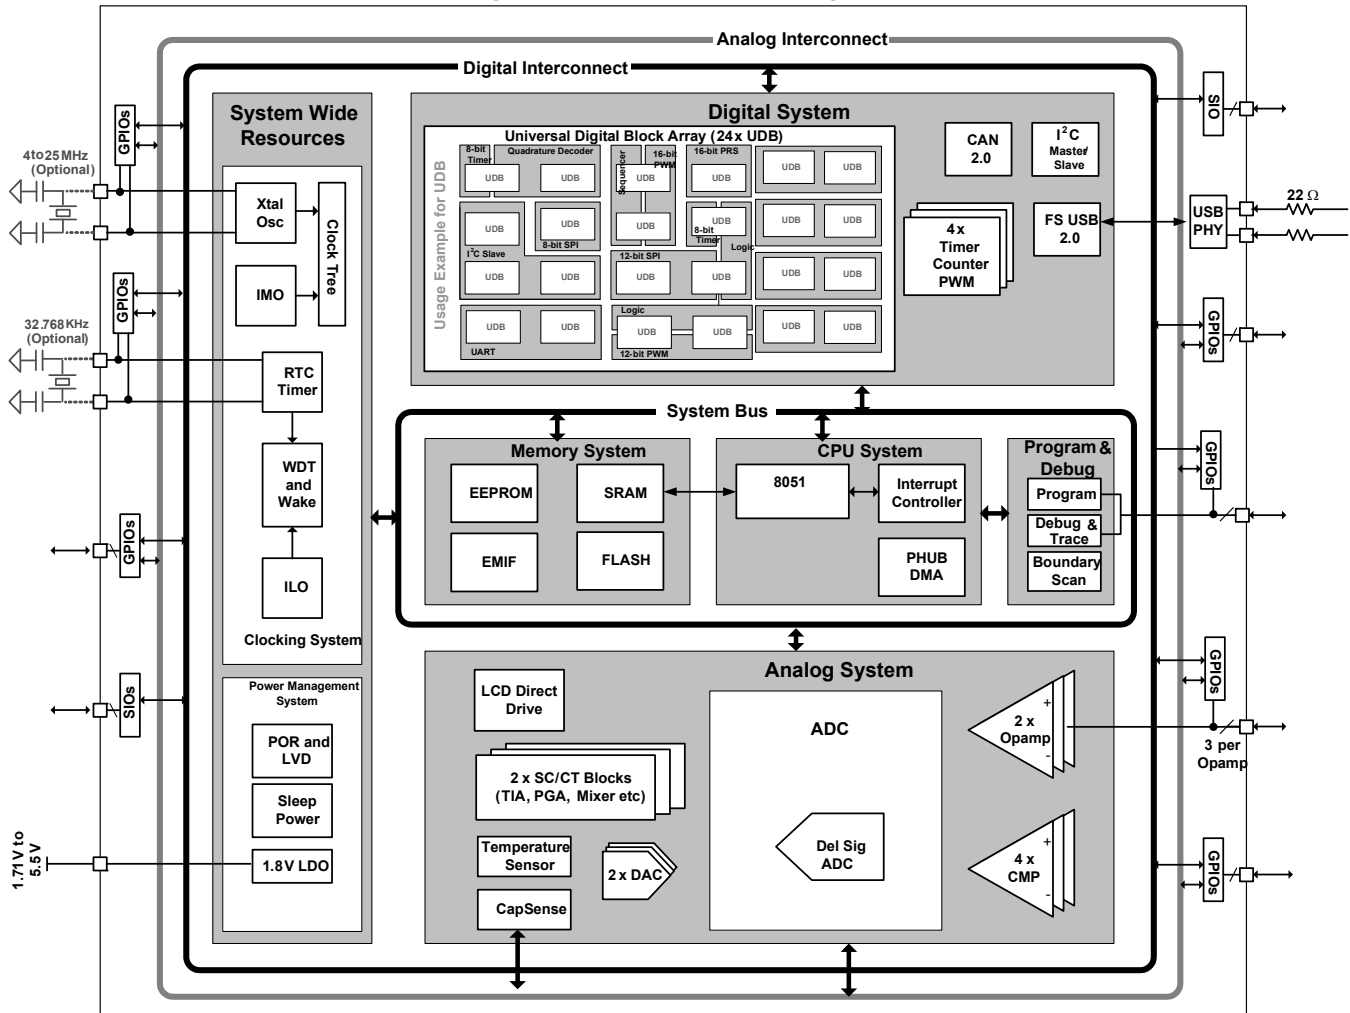 Analog Interconnect
Digital Interconnect
System Wide
Resources
Digital System
Universal Digital Block Array (24x UDB)
Usage Example for UDB
8-bit
Timer
Quadrature Decoder
Sequencer
16-bit
PWM
16-bit PRS
UDB
UDB
UDB
UDB
UDB
UDB
UDB
UDB
UDB
UDB
UDB
UDB
I²C Slave
8-bit SPI
8-bit
Timer
Logic
12-bit SPI
UDB
UDB
UDB
UDB
UDB
UDB
Logic
UDB
UDB
UDB
UDB
UDB
UDB
UART
12-bit PWM
CAN
2.0
I²C
Master/
Slave
4x
Timer
Counter
PWM
FS USB
2.0
USB
PHY
22 Ω
SIO
GPIOs
GPIOs
GPIOs
GPIOs
3 per
Opamp
GPIOs
4 to 25 MHz
(Optional)
GPIOs
Xtal
Osc
IMO
Clock Tree
32.768 KHz
(Optional)
GPIOs
RTC
Timer
WDT
and
Wake
ILO
Clocking System
GPIOs
SIOs
Power Management
System
POR and
LVD
Sleep
Power
1.8 V LDO
1.71 V to
5.5 V
System Bus
Memory System
EEPROM
SRAM
EMIF
FLASH
CPU System
8051
Interrupt
Controller
PHUB
DMA
Program &
Debug
Program
Debug &
Trace
Boundary
Scan
Analog System
LCD Direct
Drive
2 x SC/CT Blocks
(TIA, PGA, Mixer etc)
Temperature
Sensor
CapSense
2 x DAC
ADC
Del Sig
ADC
+
2 x
Opamp
-
+
4 x
CMP
-